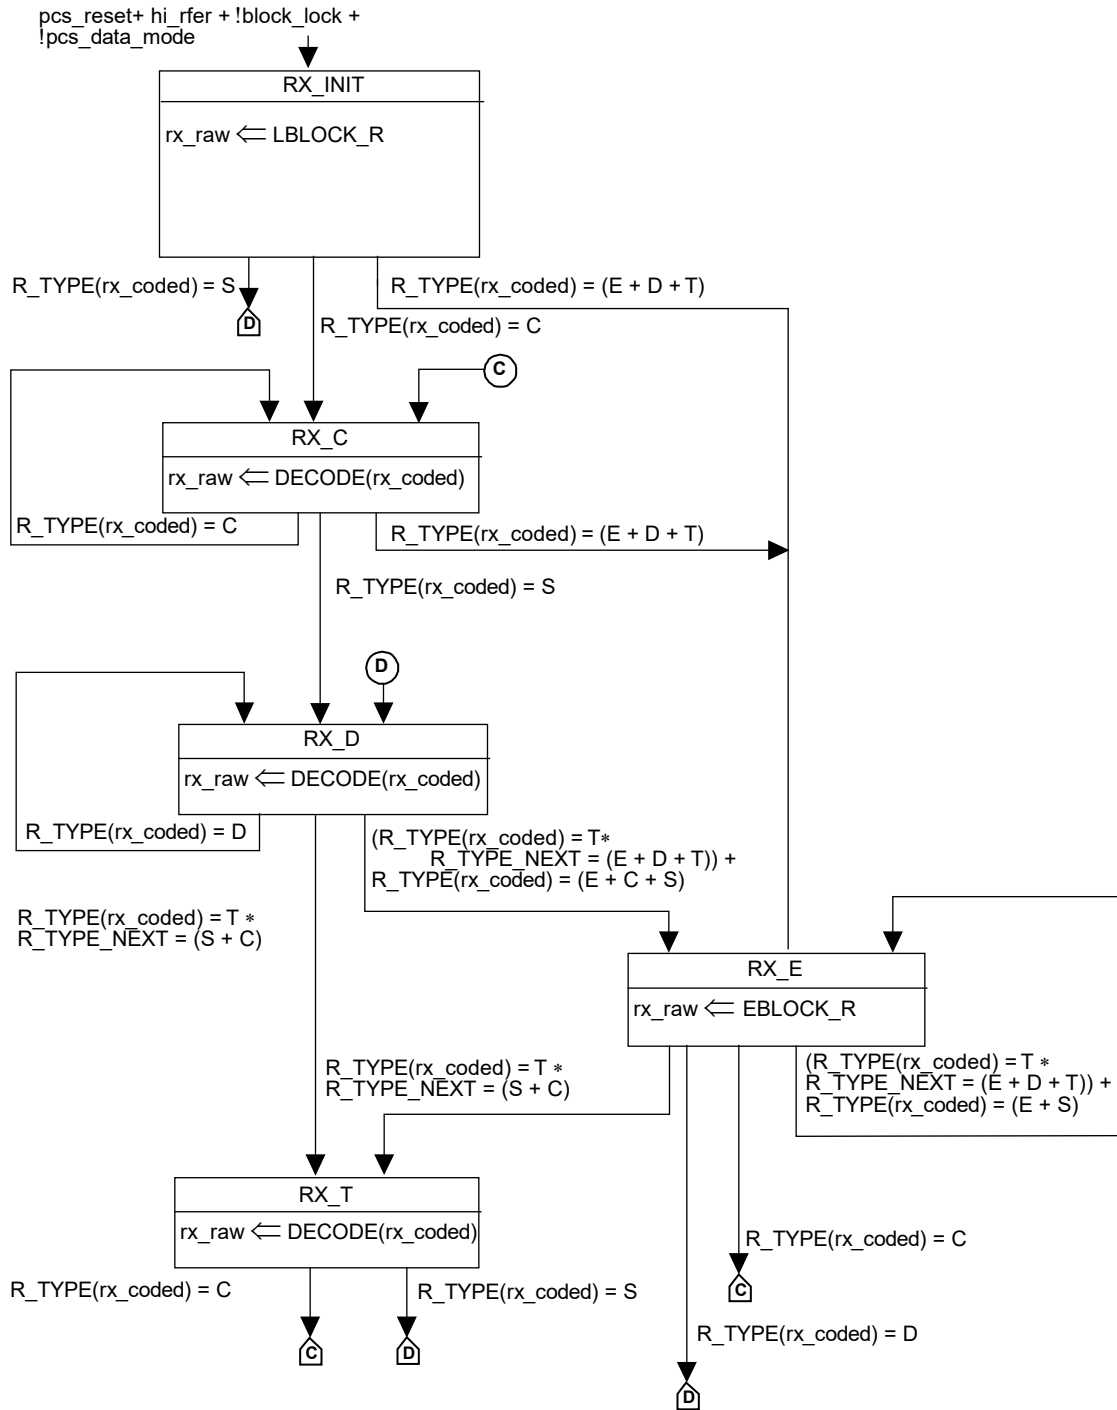 pcs_reset+ hi_rfer + !block_lock +
!pcs_data_mode
RX_INIT
rx_raw ⇐ LBLOCK_R
R_TYPE(rx_coded) = S
R_TYPE(rx_coded) = (E + D + T)
D
R_TYPE(rx_coded) = C
C
RX_C
rx_raw ⇐ DECODE(rx_coded)
R_TYPE(rx_coded) = C
R_TYPE(rx_coded) = (E + D + T)
R_TYPE(rx_coded) = S
D
RX_D
rx_raw ⇐ DECODE(rx_coded)
R_TYPE(rx_coded) = D
(R_TYPE(rx_coded) = T*
R_TYPE_NEXT = (E + D + T)) +
R_TYPE(rx_coded) = (E + C + S)
R_TYPE(rx_coded) = T *
R_TYPE_NEXT = (S + C)
RX_E
rx_raw ⇐ EBLOCK_R
R_TYPE(rx_coded) = T *
R_TYPE_NEXT = (S + C)
(R_TYPE(rx_coded) = T *
R_TYPE_NEXT = (E + D + T)) +
R_TYPE(rx_coded) = (E + S)
RX_T
rx_raw ⇐ DECODE(rx_coded)
R_TYPE(rx_coded) = C
C
R_TYPE(rx_coded) = C
R_TYPE(rx_coded) = S
C
D
R_TYPE(rx_coded) = D
D